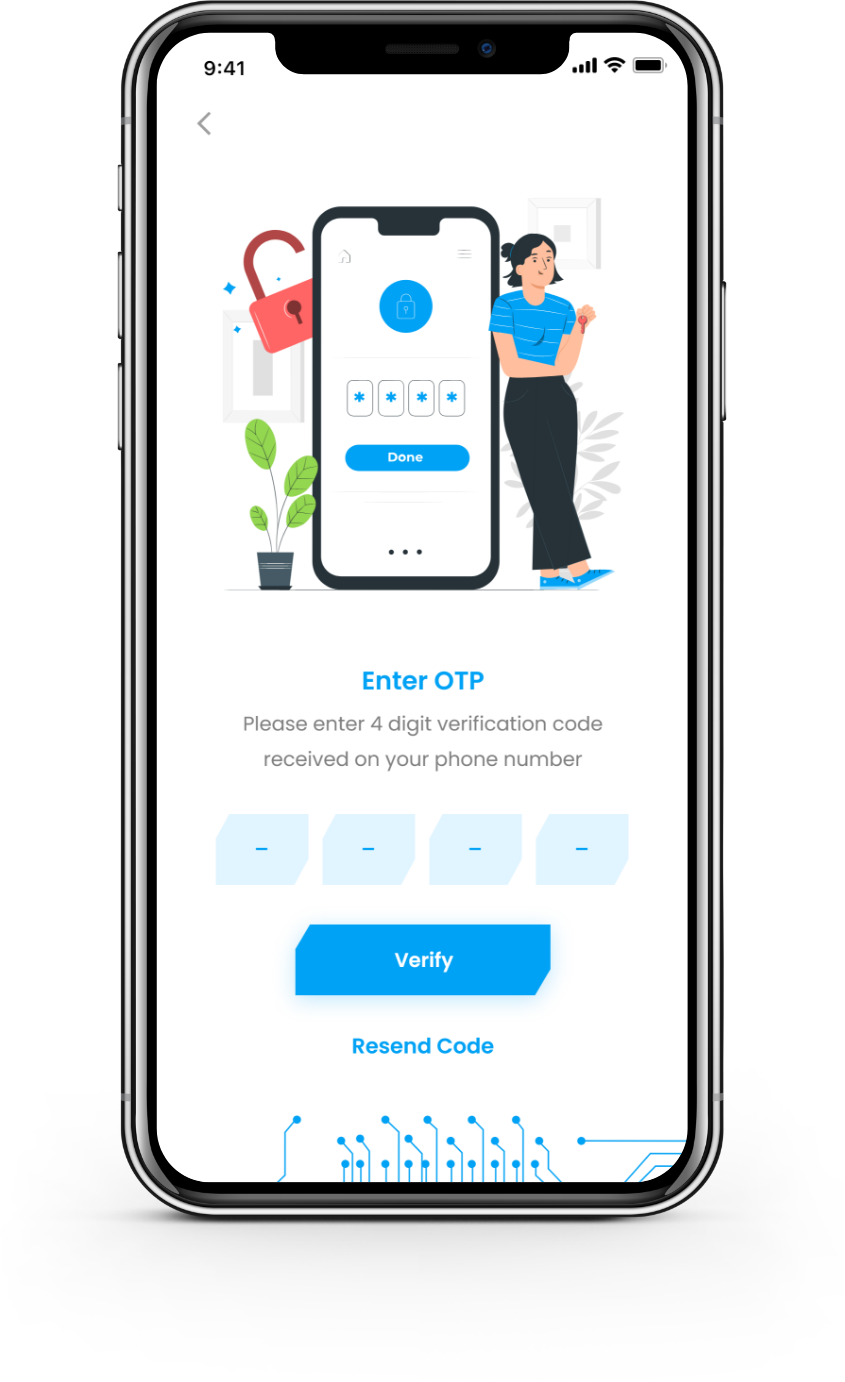 9:41
* * * *
Done
Enter OTP
Please enter 4 digit verification code
received on your phone number
– – – –
Verify
Resend Code